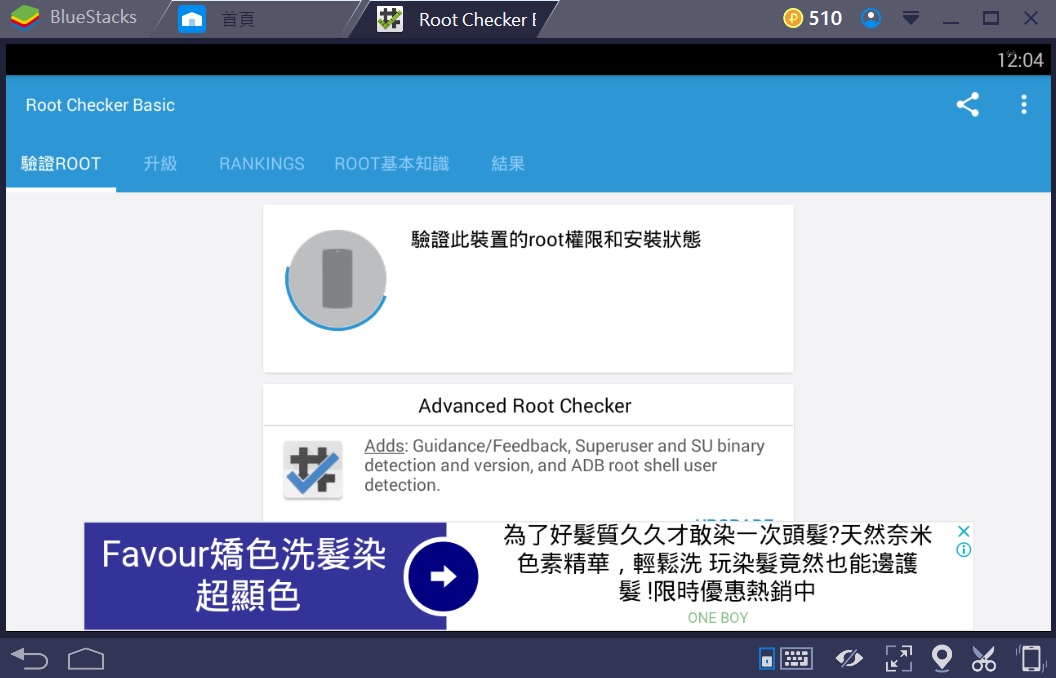 BlueStacks
首頁
Root Checker
510
12:04
Root Checker Basic
驗證ROOT
升級
RANKINGS
ROOT基本知識
結果
驗證此裝置的root權限和安裝狀態
Advanced Root Checker
Adds: Guidance/Feedback, Superuser and SU binary
detection and version, and ADB root shell user
detection.
Favour矯色洗髮染
超顯色
為了好髮質久久才敢染一次頭髮?天然奈米
色素精華，輕鬆洗 玩染髮竟然也能邊護
髮 !限時優惠熱銷中
ONE BOY